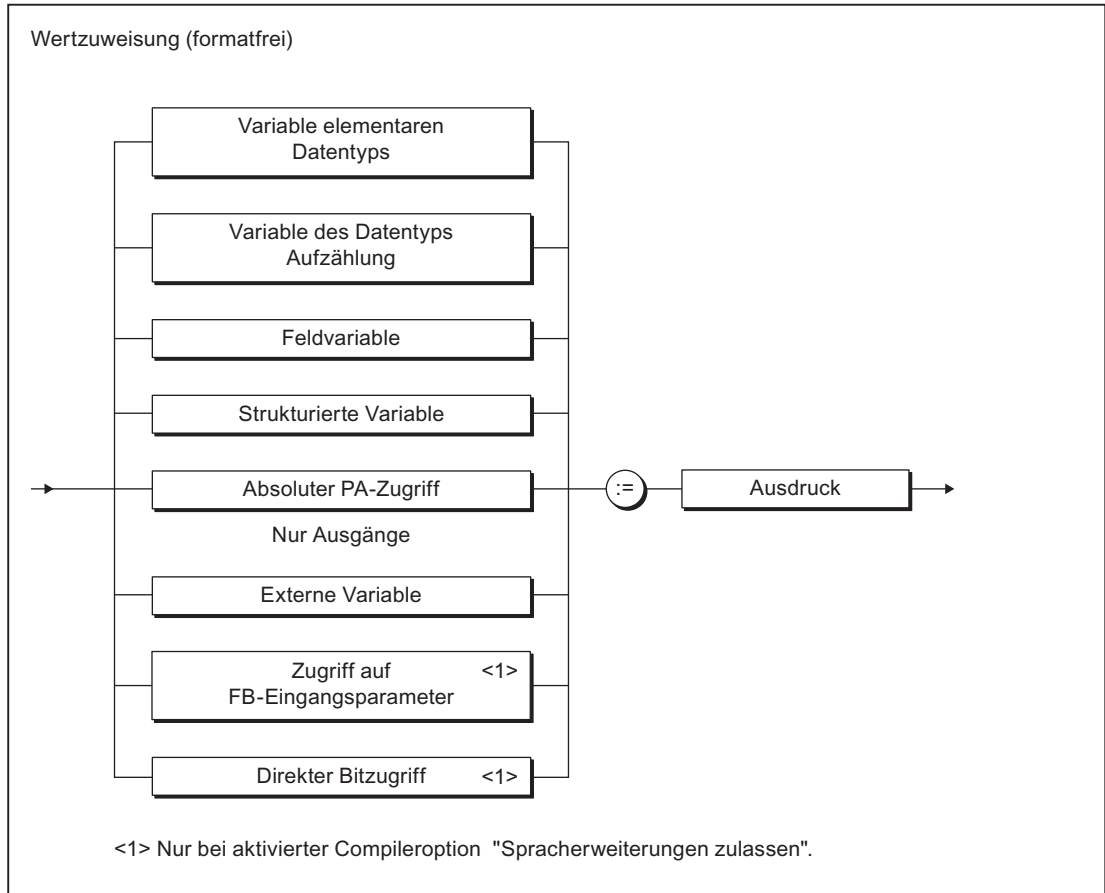 Wertzuweisung (formatfrei)
Variable elementaren
Datentyps
Variable des Datentyps
Aufzählung
Feldvariable
Strukturierte Variable
Absoluter PA-Zugriff
:=
Ausdruck
Nur Ausgänge
Externe Variable
Zugriff auf <1>
FB-Eingangsparameter
Direkter Bitzugriff <1>
<1> Nur bei aktivierter Compileroption "Spracherweiterungen zulassen".